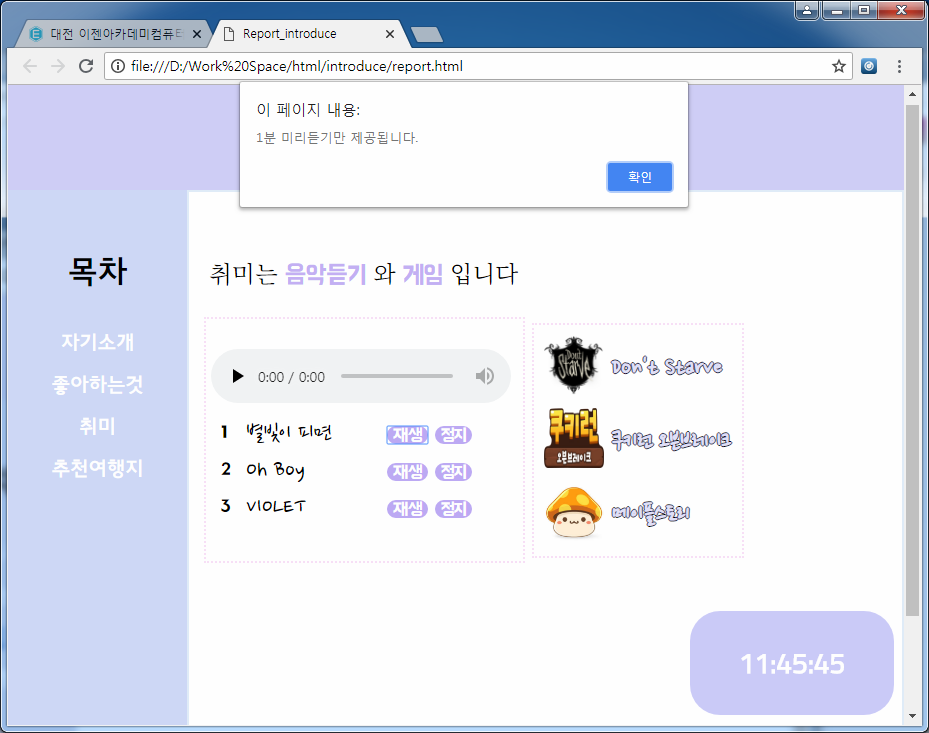 대전 이젠아카데미컴퓨터
Report_introduce
file:///D:/Work%20Space/html/introduce/report.html
이 페이지 내용:
1분 미리듣기만 제공됩니다.
확인
목차
자기소개
좋아하는것
취미
추천여행지
취미는 음악듣기 와 게임 입니다
0:00 / 0:00
1 별빛이 피면 재생 정지
2 Oh Boy 재생 정지
3 VIOLET 재생 정지
Don't Starve
Don't Starve
쿠키런
오븐브레이크
쿠키런 오븐브레이크
메이플스토리
11:45:45